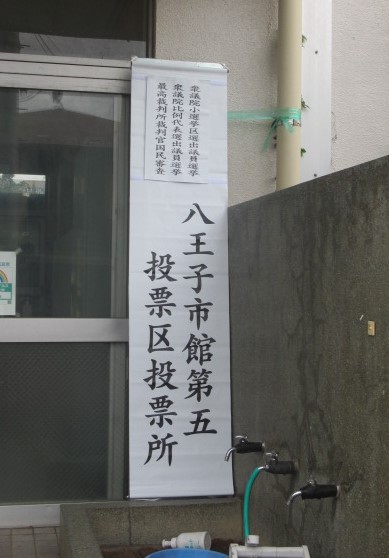 衆議院小選挙区選出議員選挙
衆議院比例代表選出議員選挙
最高裁判所裁判官国民審査
八王子市館第五
投票区投票所